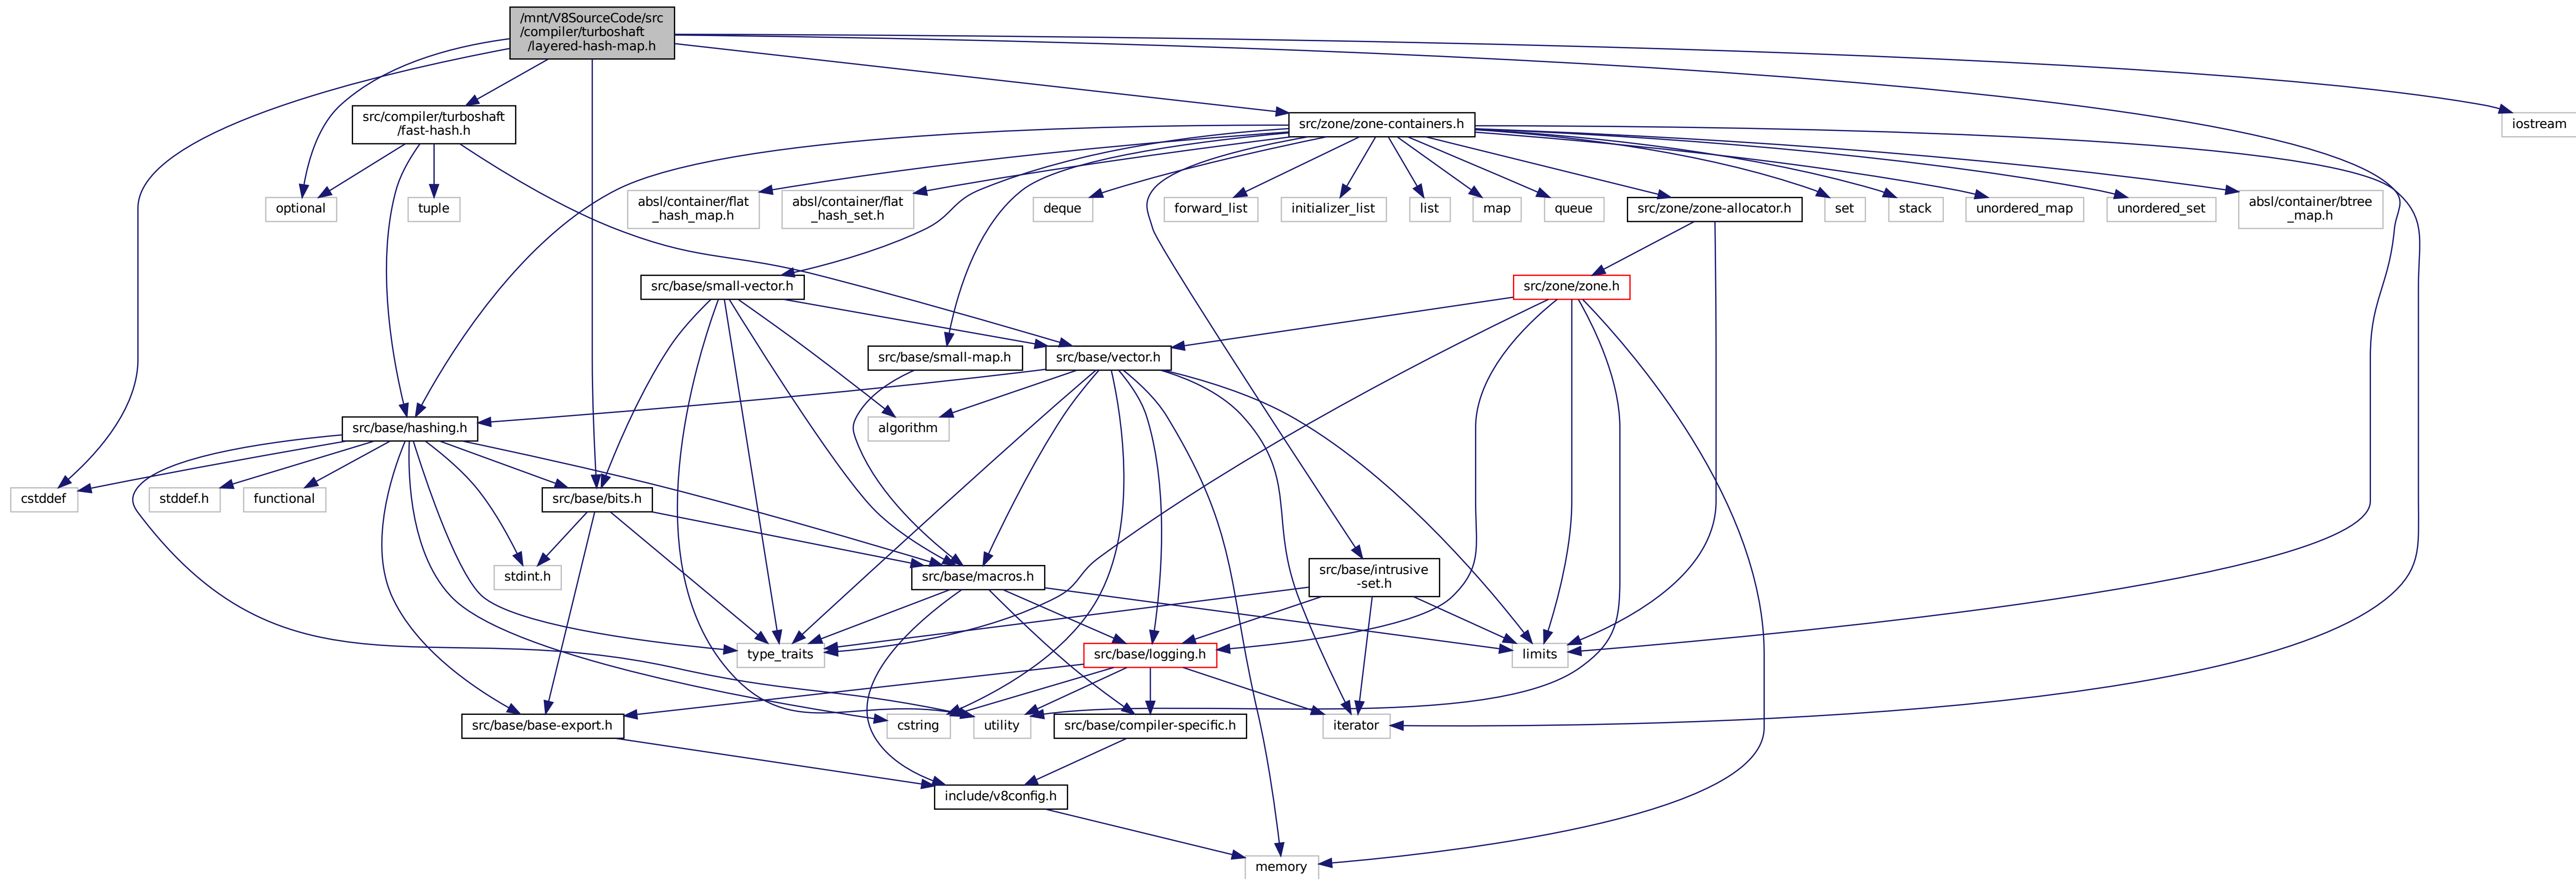 /mnt/V8SourceCode/src
/compiler/turboshaft
/layered-hash-map.h
src/compiler/turboshaft
/fast-hash.h
src/zone/zone-containers.h
iostream
optional
tuple
absl/container/flat
_hash_map.h
absl/container/flat
_hash_set.h
deque
forward_list
initializer_list
list
map
queue
src/zone/zone-allocator.h
set
stack
unordered_map
unordered_set
absl/container/btree
_map.h
src/base/small-vector.h
src/zone/zone.h
src/base/small-map.h
src/base/vector.h
src/base/hashing.h
algorithm
cstddef
stddef.h
functional
src/base/bits.h
stdint.h
src/base/macros.h
src/base/intrusive
-set.h
type_traits
src/base/logging.h
limits
src/base/base-export.h
cstring
utility
src/base/compiler-specific.h
iterator
include/v8config.h
memory